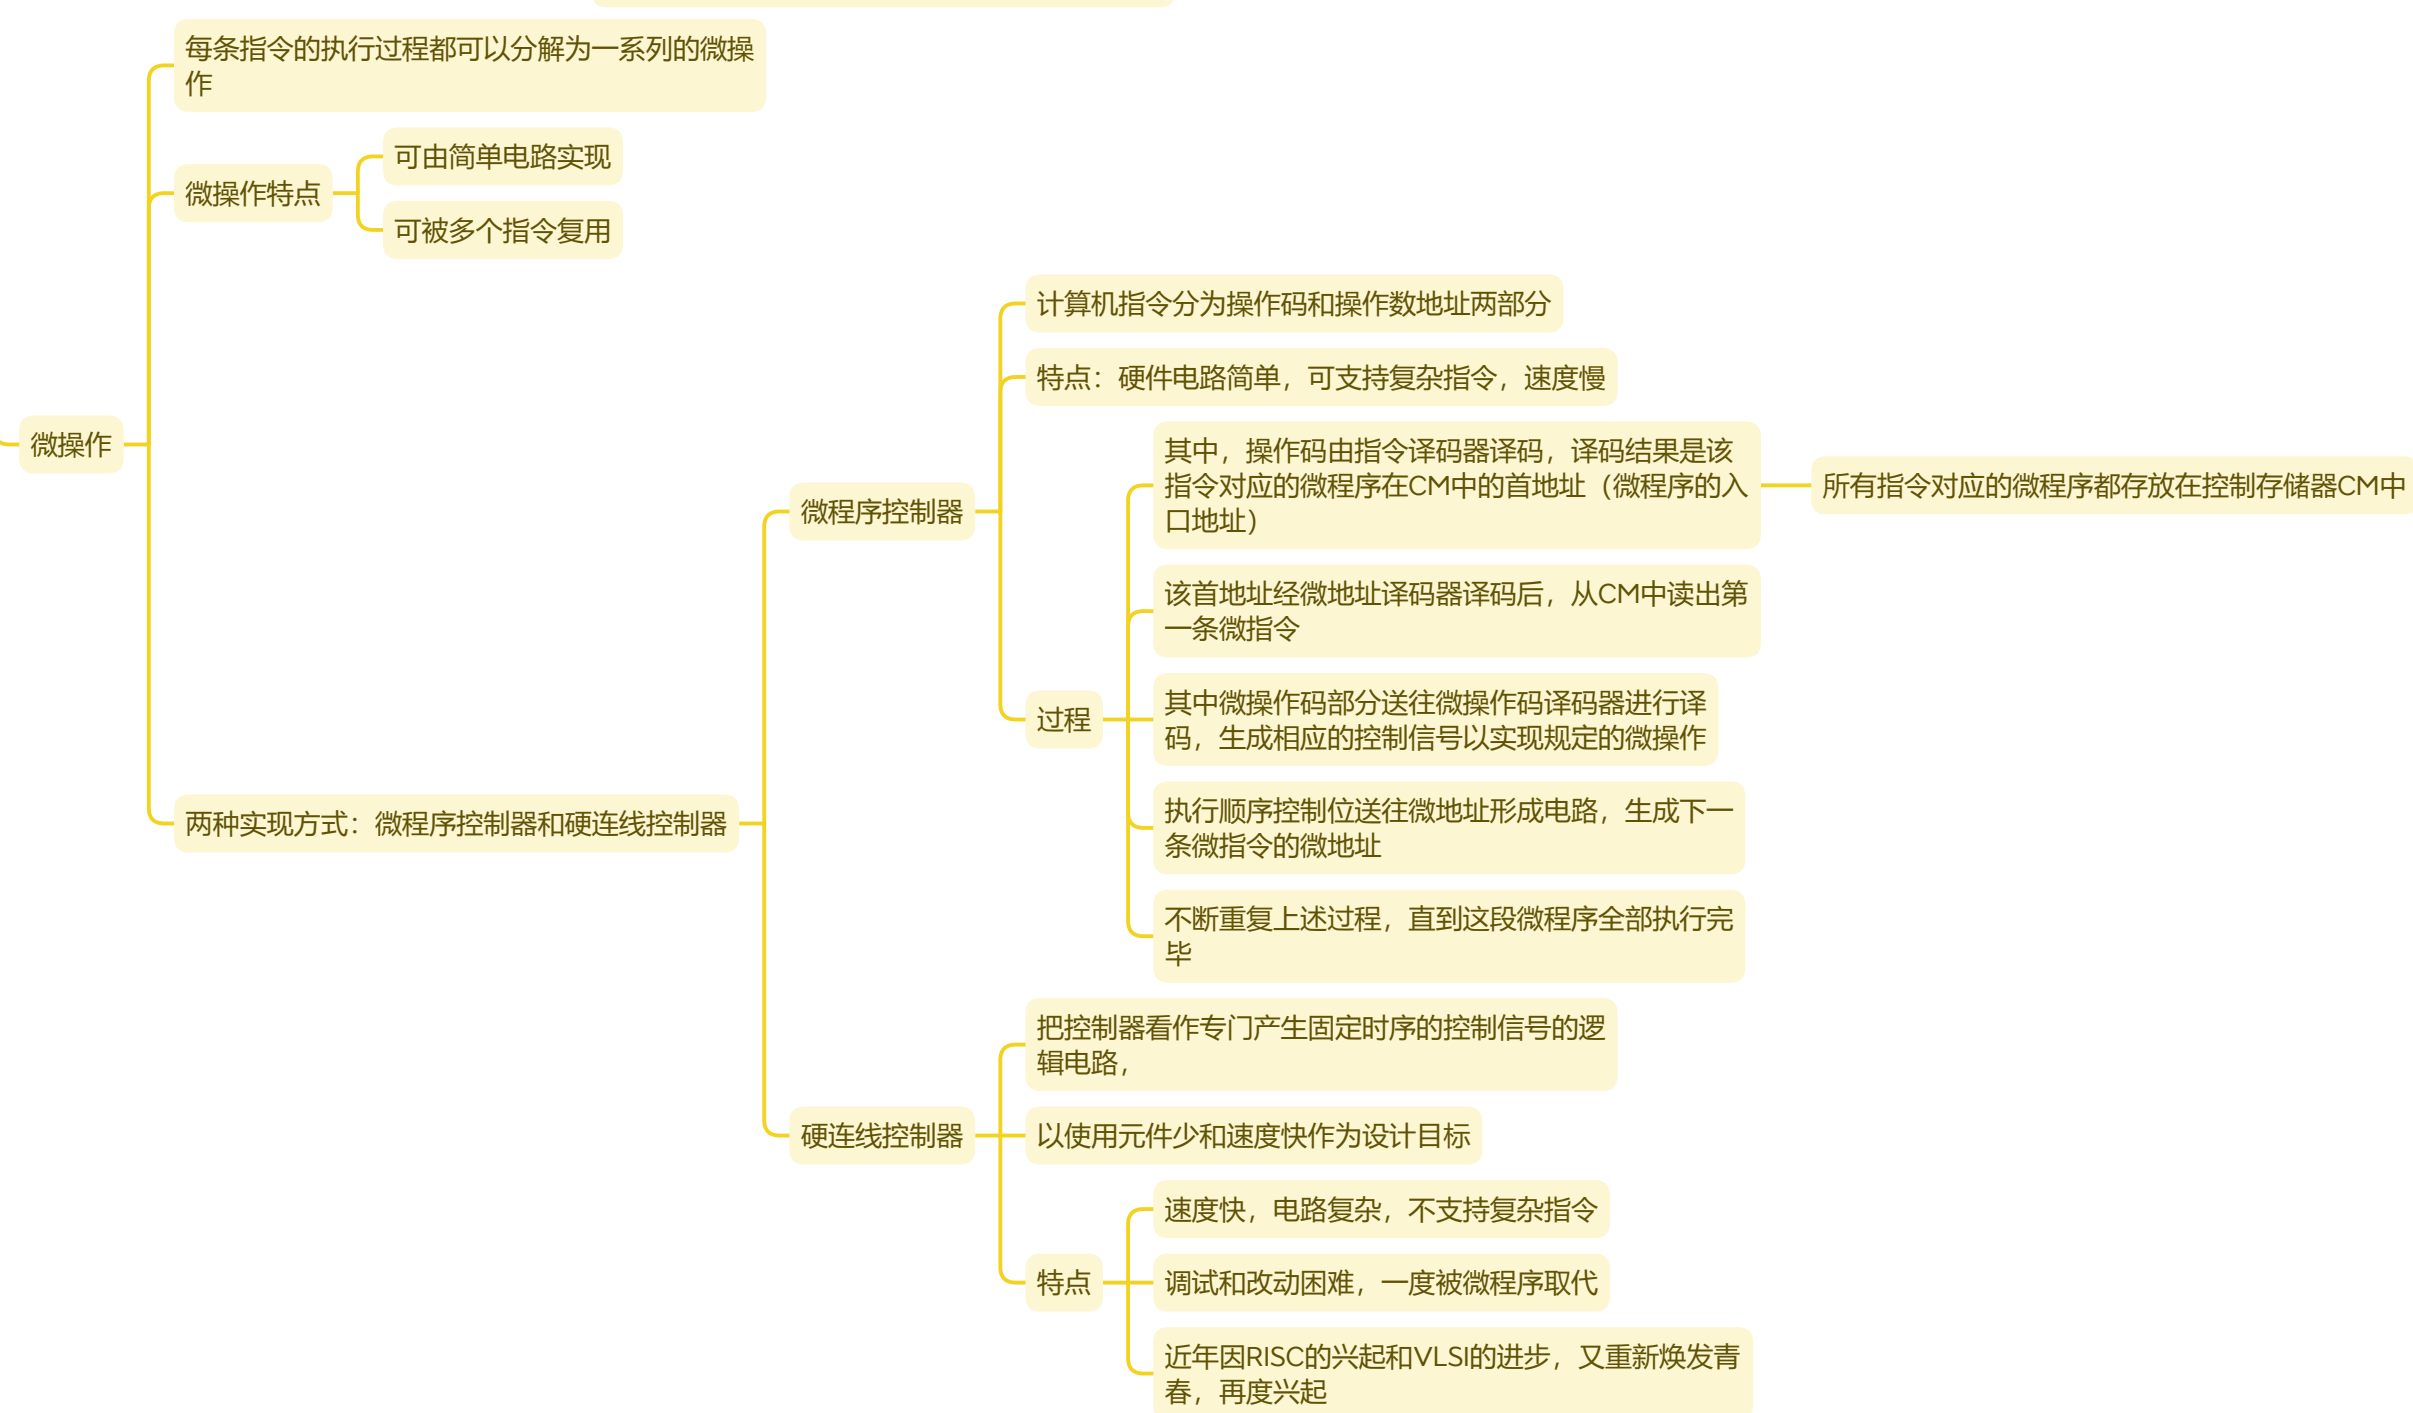 每条指令的执行过程都可以分解为一系列的微操
作
微操作特点
可由简单电路实现
可被多个指令复用
微操作
两种实现方式：微程序控制器和硬连线控制器
微程序控制器
计算机指令分为操作码和操作数地址两部分
特点：硬件电路简单，可支持复杂指令，速度慢
过程
其中，操作码由指令译码器译码，译码结果是该
指令对应的微程序在CM中的首地址（微程序的入
口地址）
所有指令对应的微程序都存放在控制存储器CM中
该首地址经微地址译码器译码后，从CM中读出第
一条微指令
其中微操作码部分送往微操作码译码器进行译
码，生成相应的控制信号以实现规定的微操作
执行顺序控制位送往微地址形成电路，生成下一
条微指令的微地址
不断重复上述过程，直到这段微程序全部执行完
毕
硬连线控制器
把控制器看作专门产生固定时序的控制信号的逻
辑电路，
以使用元件少和速度快作为设计目标
特点
速度快，电路复杂，不支持复杂指令
调试和改动困难，一度被微程序取代
近年因RISC的兴起和VLSI的进步，又重新焕发青
春，再度兴起